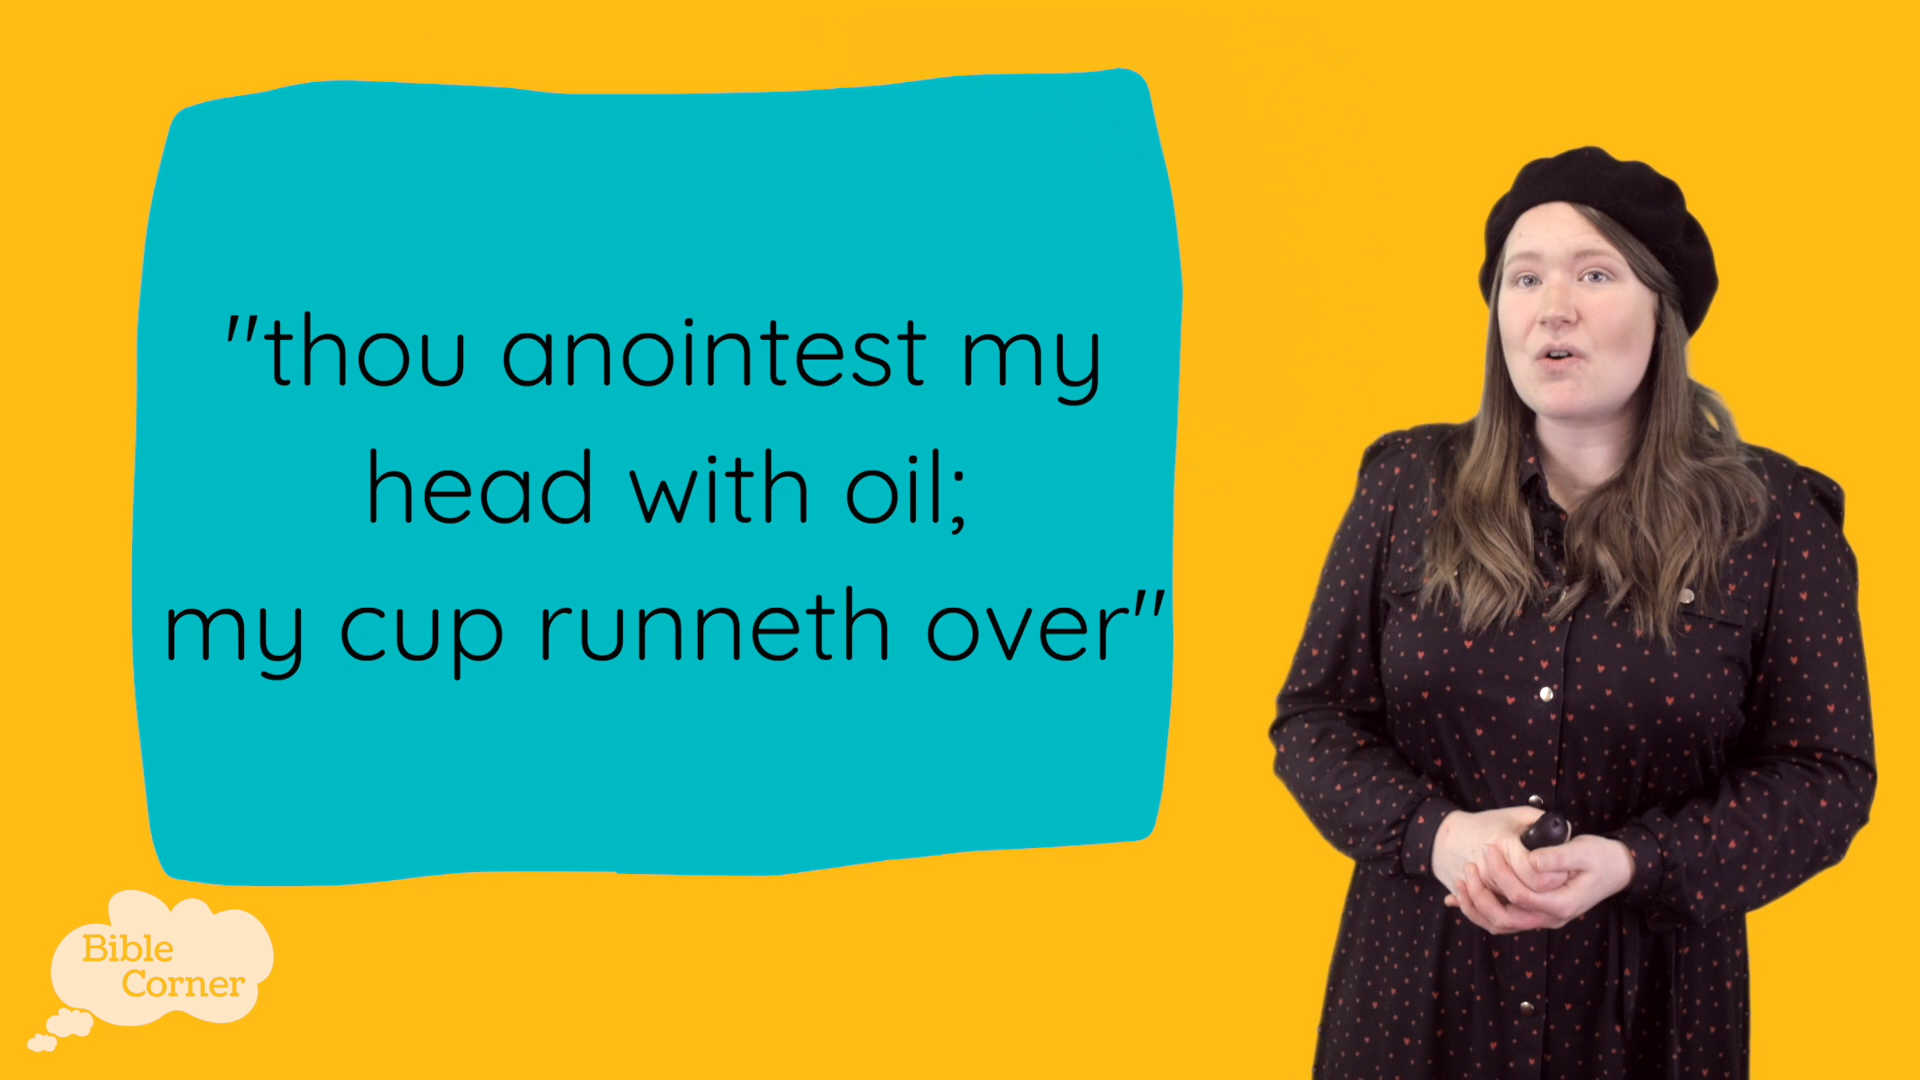 "thou anointest my
head with oil;
my cup runneth over"
Bible
Corner